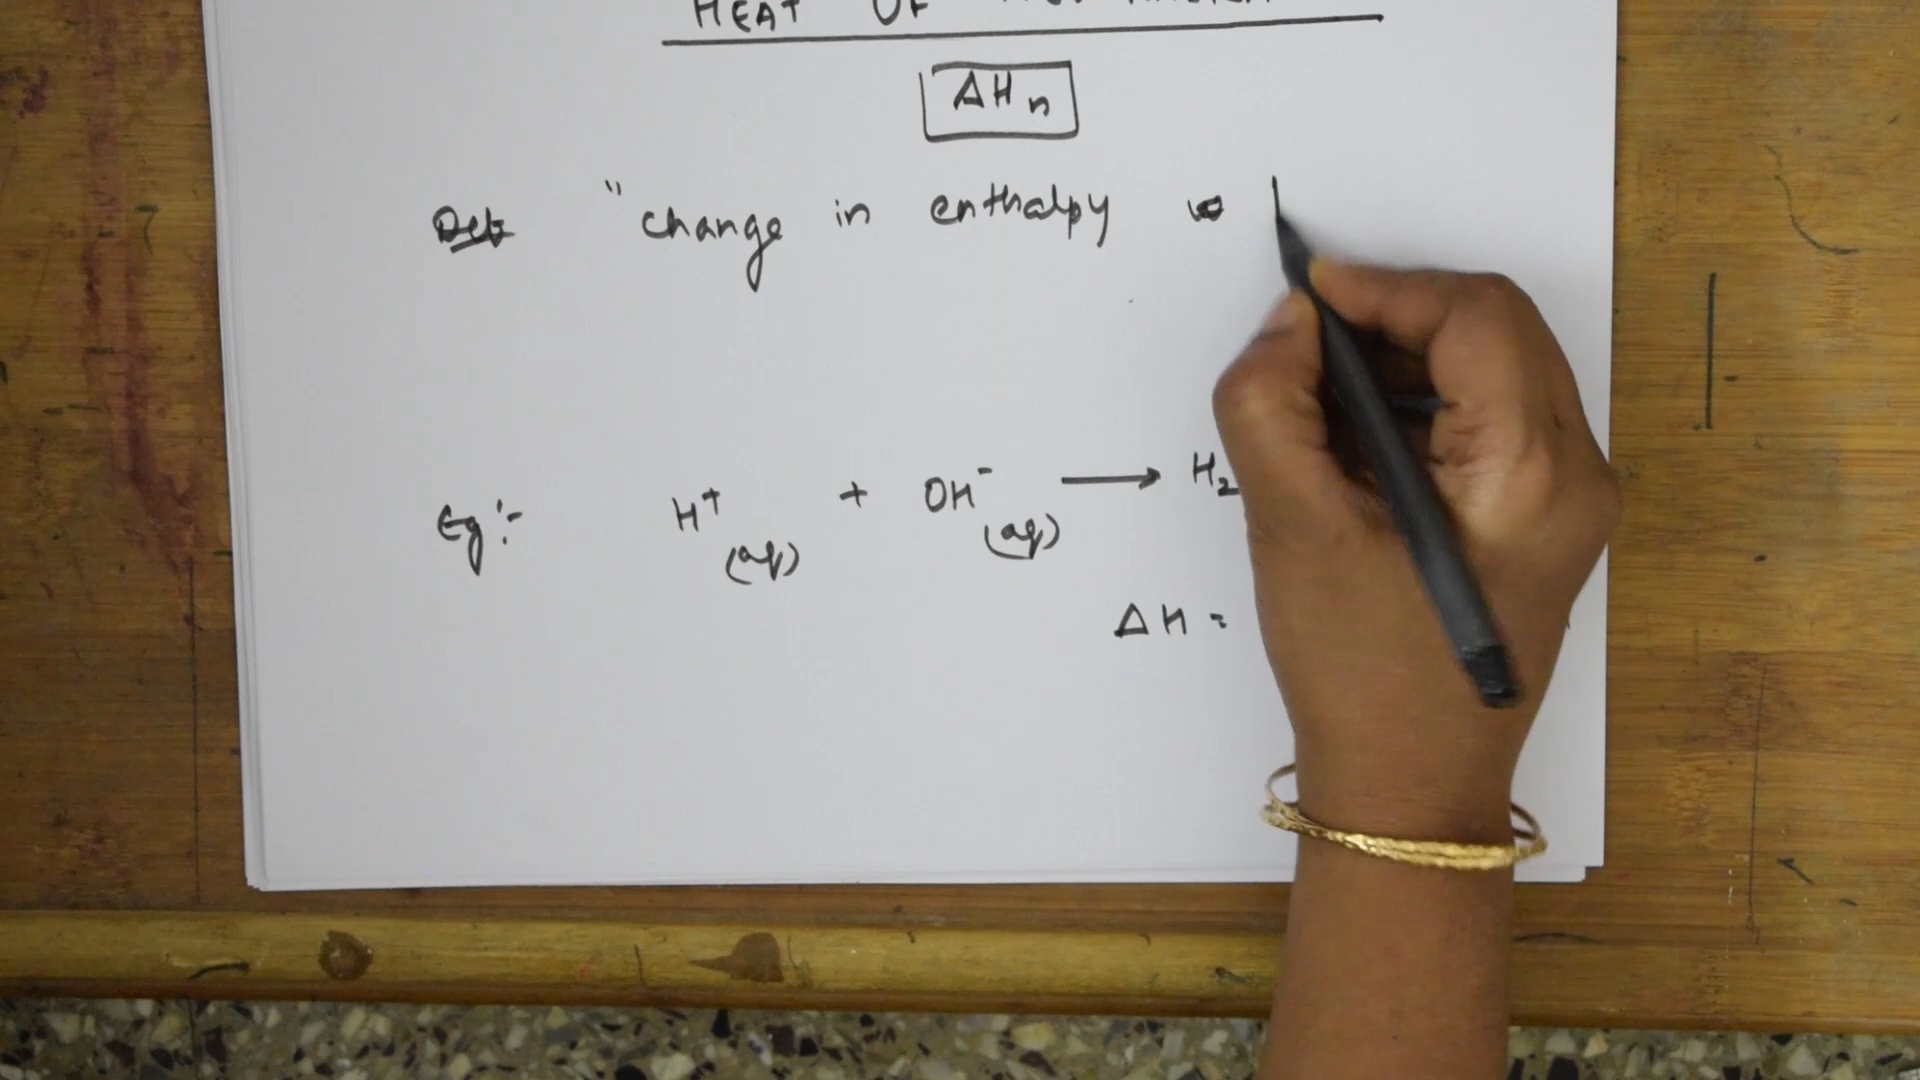 HEAT OF
ΔHn
Def "change in enthalpy
Eg:- H⁺(aq) + OH⁻(aq) ⟶ H₂
ΔH =